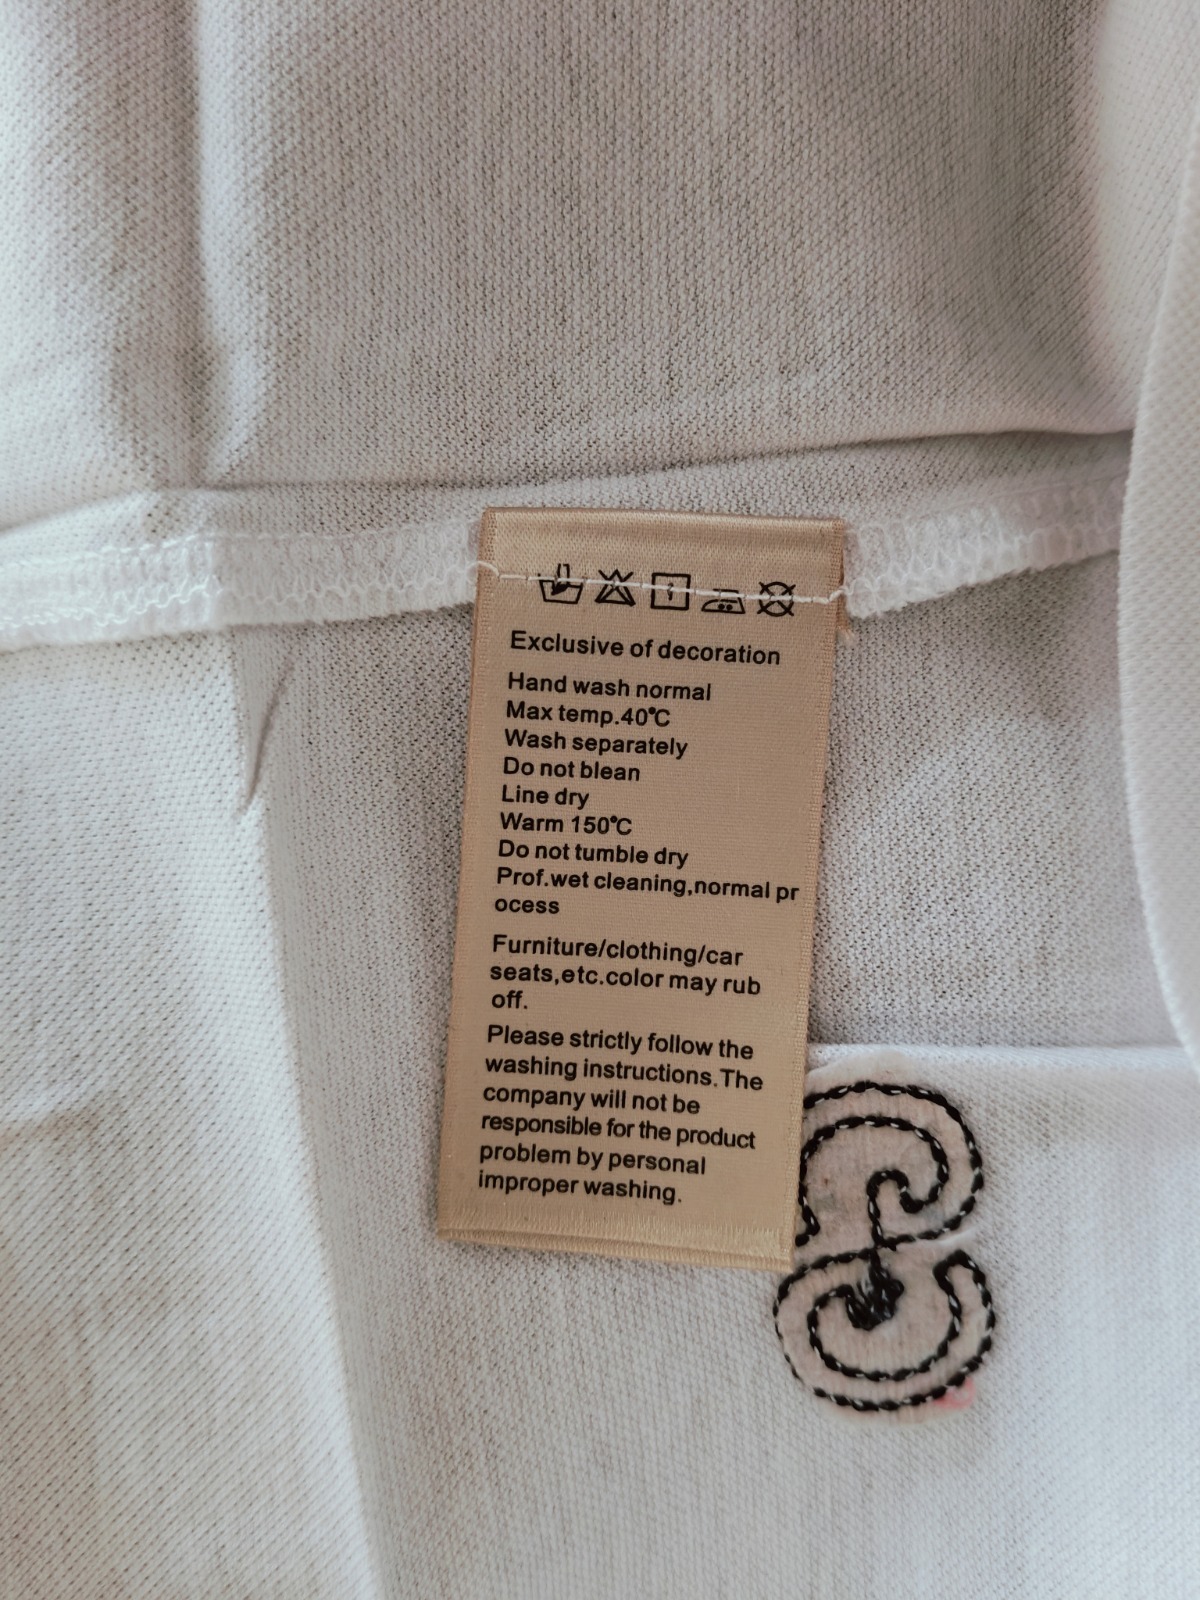 Exclusive of decoration
Hand wash normal
Max temp.40℃
Wash separately
Do not blean
Line dry
Warm 150℃
Do not tumble dry
Prof.wet cleaning,normal pr
ocess
Furniture/clothing/car
seats,etc.color may rub
off.
Please strictly follow the
washing instructions.The
company will not be
responsible for the product
problem by personal
improper washing.